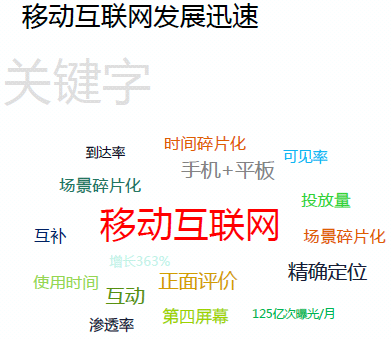 移动互联网发展迅速
关键字
到达率
时间碎片化
可见率
手机+平板
场景碎片化
投放量
移动互联网
互补
场景碎片化
增长363%
精确定位
使用时间
正面评价
互动
第四屏幕
125亿次曝光/月
渗透率